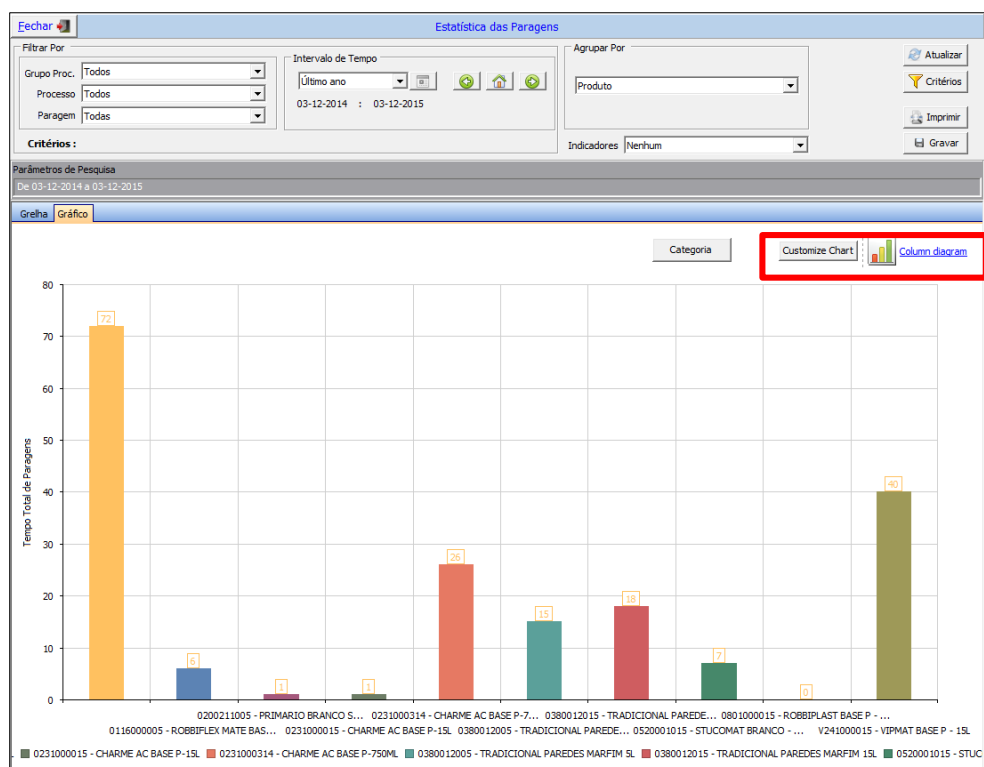 Fechar
Estatística das Paragens
Filtrar Por
Grupo Proc. Todos
Processo Todos
Paragem Todas
Critérios :
Intervalo de Tempo
Último ano
03-12-2014 : 03-12-2015
Agrupar Por
Produto
Indicadores Nenhum
Atualizar
Critérios
Imprimir
Gravar
Parâmetros de Pesquisa
De 03-12-2014 a 03-12-2015
Grelha Gráfico
Categoria Customize Chart Column diagram
Tempo Total de Paragens
80
70
60
50
40
30
20
10
0
72
6
1
1
26
15
18
7
0
40
0200211005 - PRIMARIO BRANCO S... 0231000314 - CHARME AC BASE P-7... 0380012015 - TRADICIONAL PAREDE... 0801000015 - ROBBIPLAST BASE P - ...
0116000005 - ROBBIFLEX MATE BAS... 0231000015 - CHARME AC BASE P-15L 0380012005 - TRADICIONAL PAREDE... 0520001015 - STUCOMAT BRANCO - ... V241000015 - VIPMAT BASE P - 15L
0231000015 - CHARME AC BASE P-15L 0231000314 - CHARME AC BASE P-750ML 0380012005 - TRADICIONAL PAREDES MARFIM 5L 0380012015 - TRADICIONAL PAREDES MARFIM 15L 0520001015 - STUC